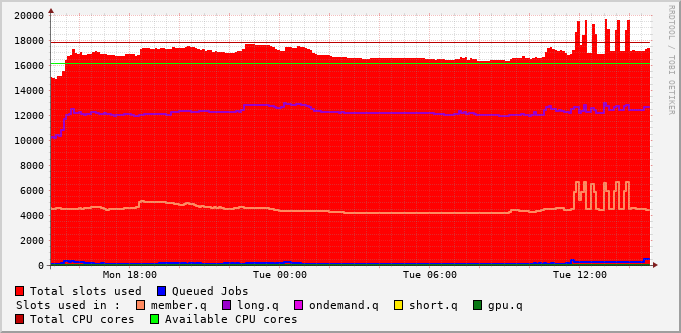 20000
18000
16000
14000
12000
10000
8000
6000
4000
2000
0
Mon 18:00 Tue 00:00 Tue 06:00 Tue 12:00
RRDTOOL / TOBI OETIKER
Total slots used Queued Jobs
Slots used in : member.q long.q ondemand.q short.q gpu.q
Total CPU cores Available CPU cores